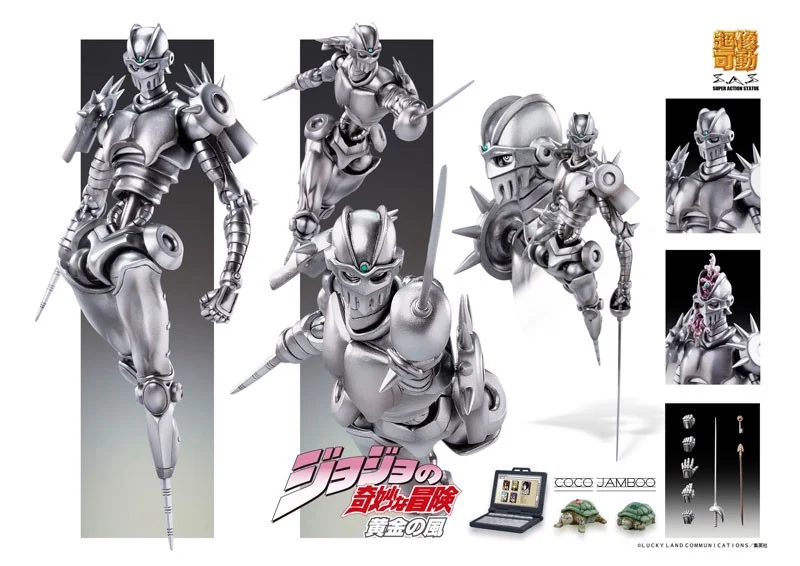 超像
可動
S.A.S
SUPER ACTION STATUE
ジョジョの
奇妙な冒険
黄金の風
COCO JAMBOO
©LUCKY LAND COMMUNICATIONS／集英社